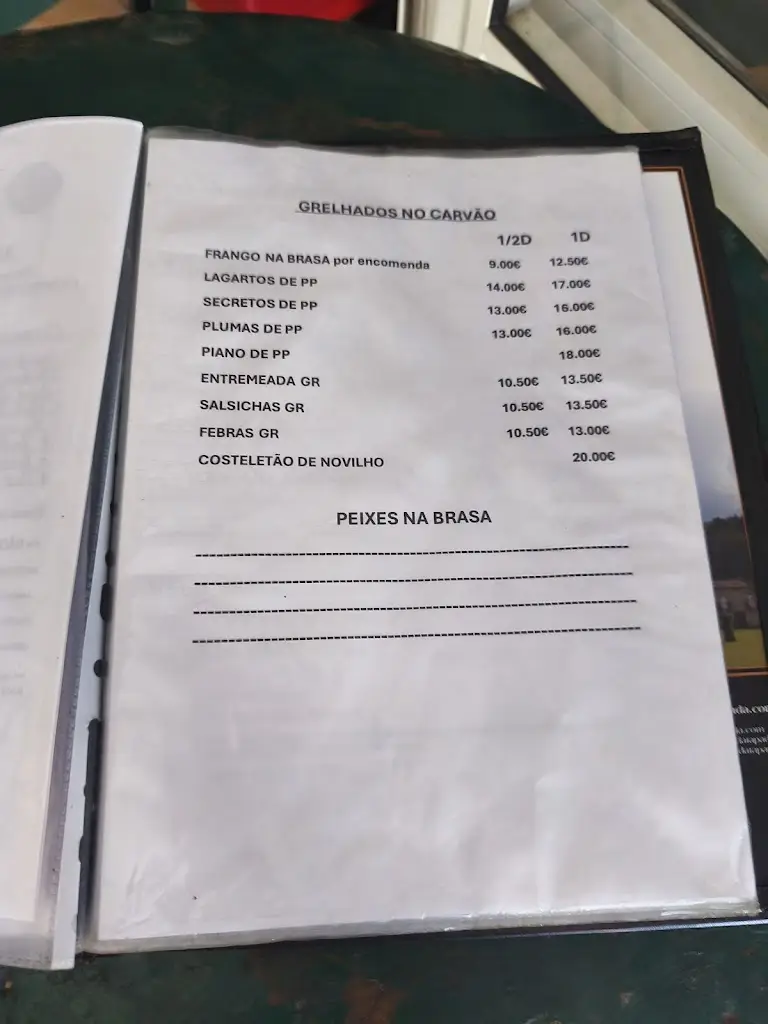 GRELHADOS NO CARVÃO
1/2D 1D
FRANGO NA BRASA por encomenda 9.00€ 12.50€
LAGARTOS DE PP 14.00€ 17.00€
SECRETOS DE PP 13.00€ 16.00€
PLUMAS DE PP 13.00€ 16.00€
PIANO DE PP 18.00€
ENTREMEADA GR 10.50€ 13.50€
SALSICHAS GR 10.50€ 13.50€
FEBRAS GR 10.50€ 13.00€
COSTELETÃO DE NOVILHO 20.00€
PEIXES NA BRASA